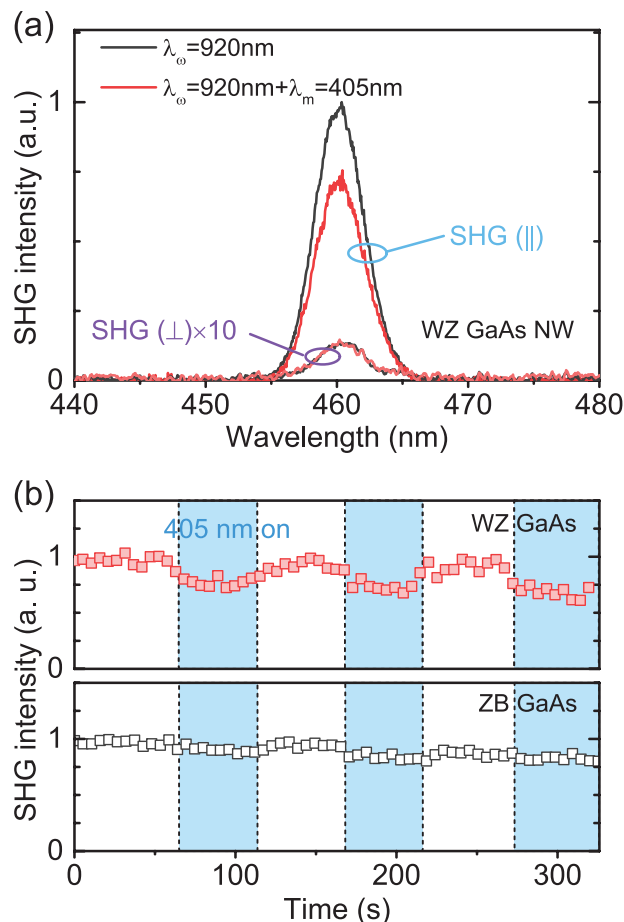 (a)
λω=920nm
λω=920nm+λm=405nm
SHG intensity (a.u.)
1
0
SHG (||)
SHG (⊥)×10
WZ GaAs NW
440 450 460 470 480
Wavelength (nm)
(b)
SHG intensity (a. u.)
405 nm on
WZ GaAs
1
0
ZB GaAs
1
0
0 100 200 300
Time (s)